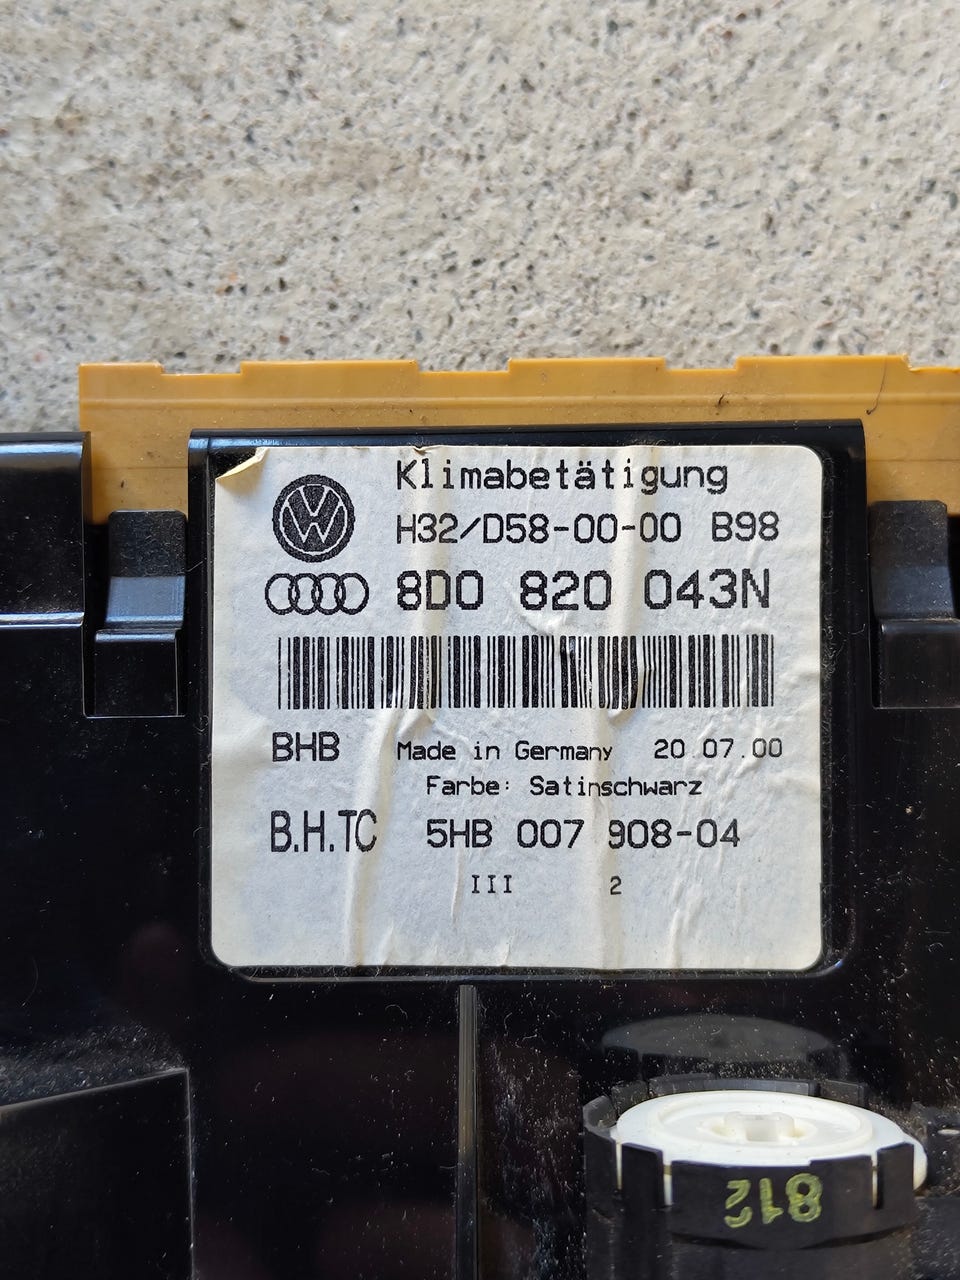 Klimabetätigung
H32/D58-00-00 B98
8D0 820 043N
BHB Made in Germany 20.07.00
Farbe: Satinschwarz
B.H.TC 5HB 007 908-04
III 2
812